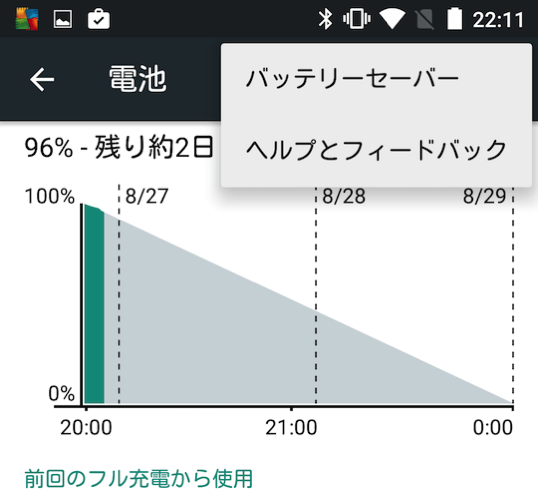 22:11
電池
バッテリーセーバー
96% - 残り約2日
ヘルプとフィードバック
100%
8/27
8/28
8/29
0%
20:00
21:00
0:00
前回のフル充電から使用